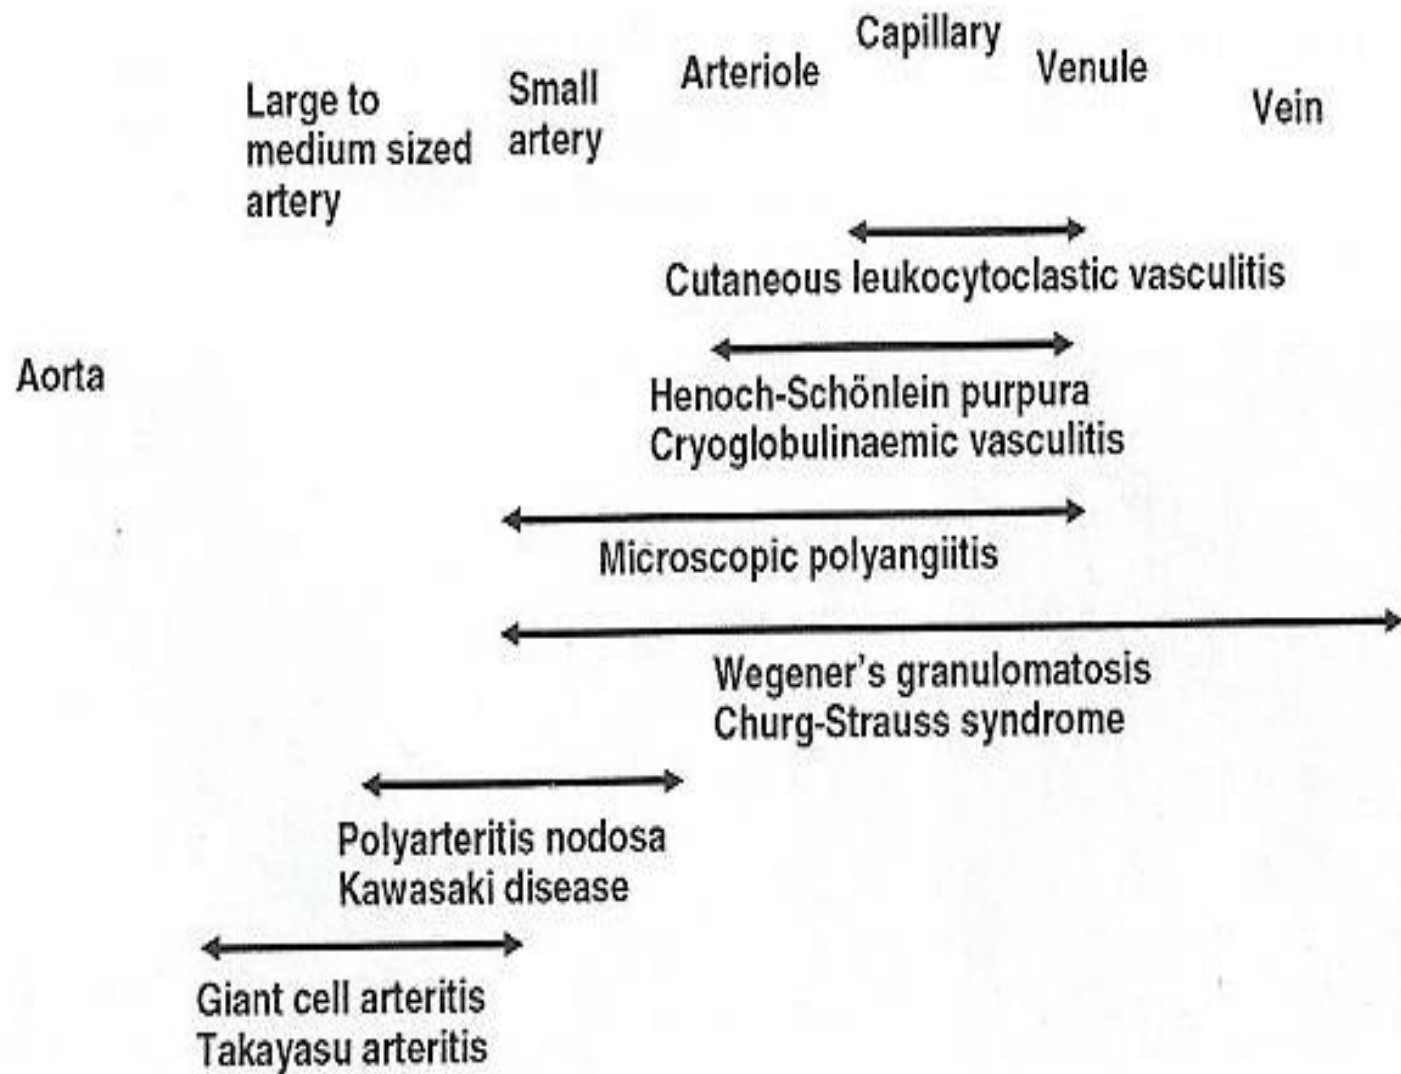 Capillary
Arteriole
Venule
Small
artery
Large to
medium sized
artery
Vein
Cutaneous leukocytoclastic vasculitis
Aorta
Henoch-Schönlein purpura
Cryoglobulinaemic vasculitis
Microscopic polyangiitis
Wegener's granulomatosis
Churg-Strauss syndrome
Polyarteritis nodosa
Kawasaki disease
Giant cell arteritis
Takayasu arteritis